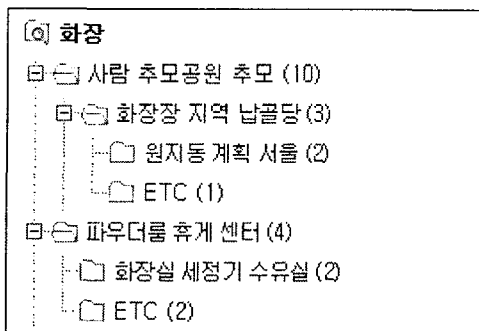 화장
사람 추모공원 추모 (10)
화장장 지역 납골당 (3)
원지동 계획 서울 (2)
ETC (1)
파우더룸 휴게 센터 (4)
화장실 세정기 수유실 (2)
ETC (2)